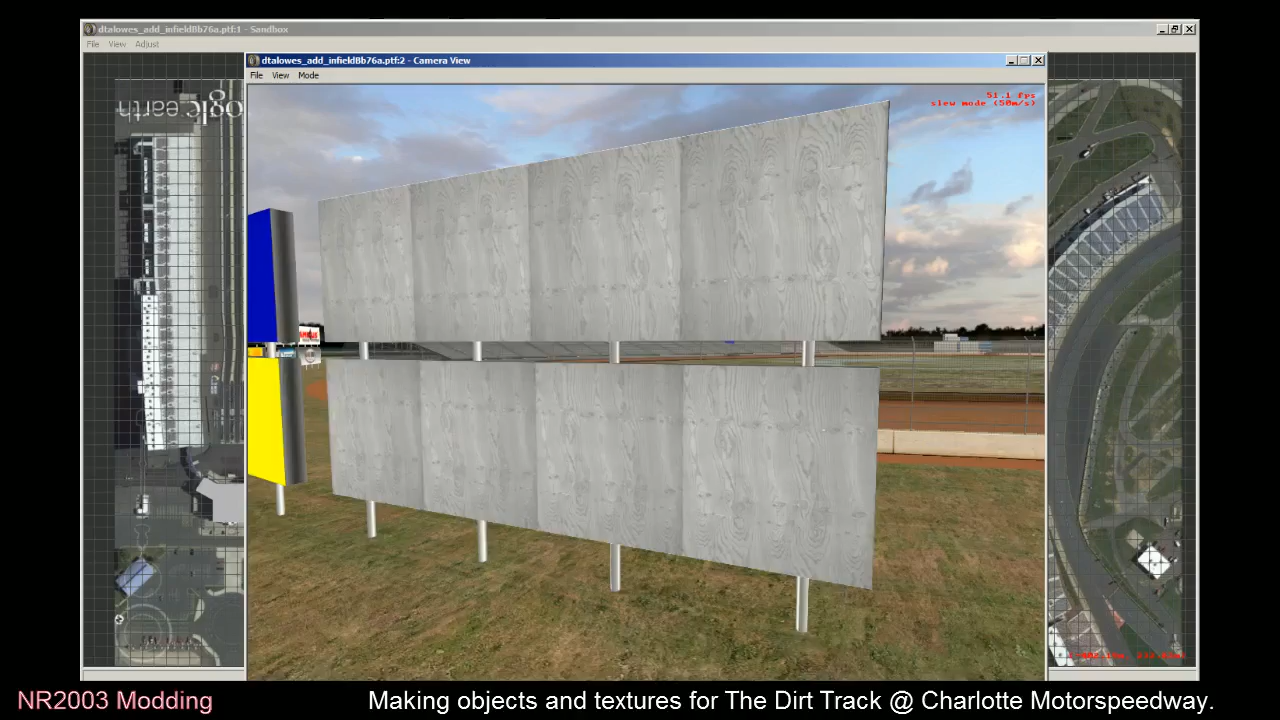 dtalowes_add_infield8b76a.ptf:1 - Sandbox
File View Adjust
dtalowes_add_infield8b76a.ptf:2 - Camera View
File View Mode
51.1 fps
slew mode (50m/s)
NR2003 Modding
Making objects and textures for The Dirt Track @ Charlotte Motorspeedway.